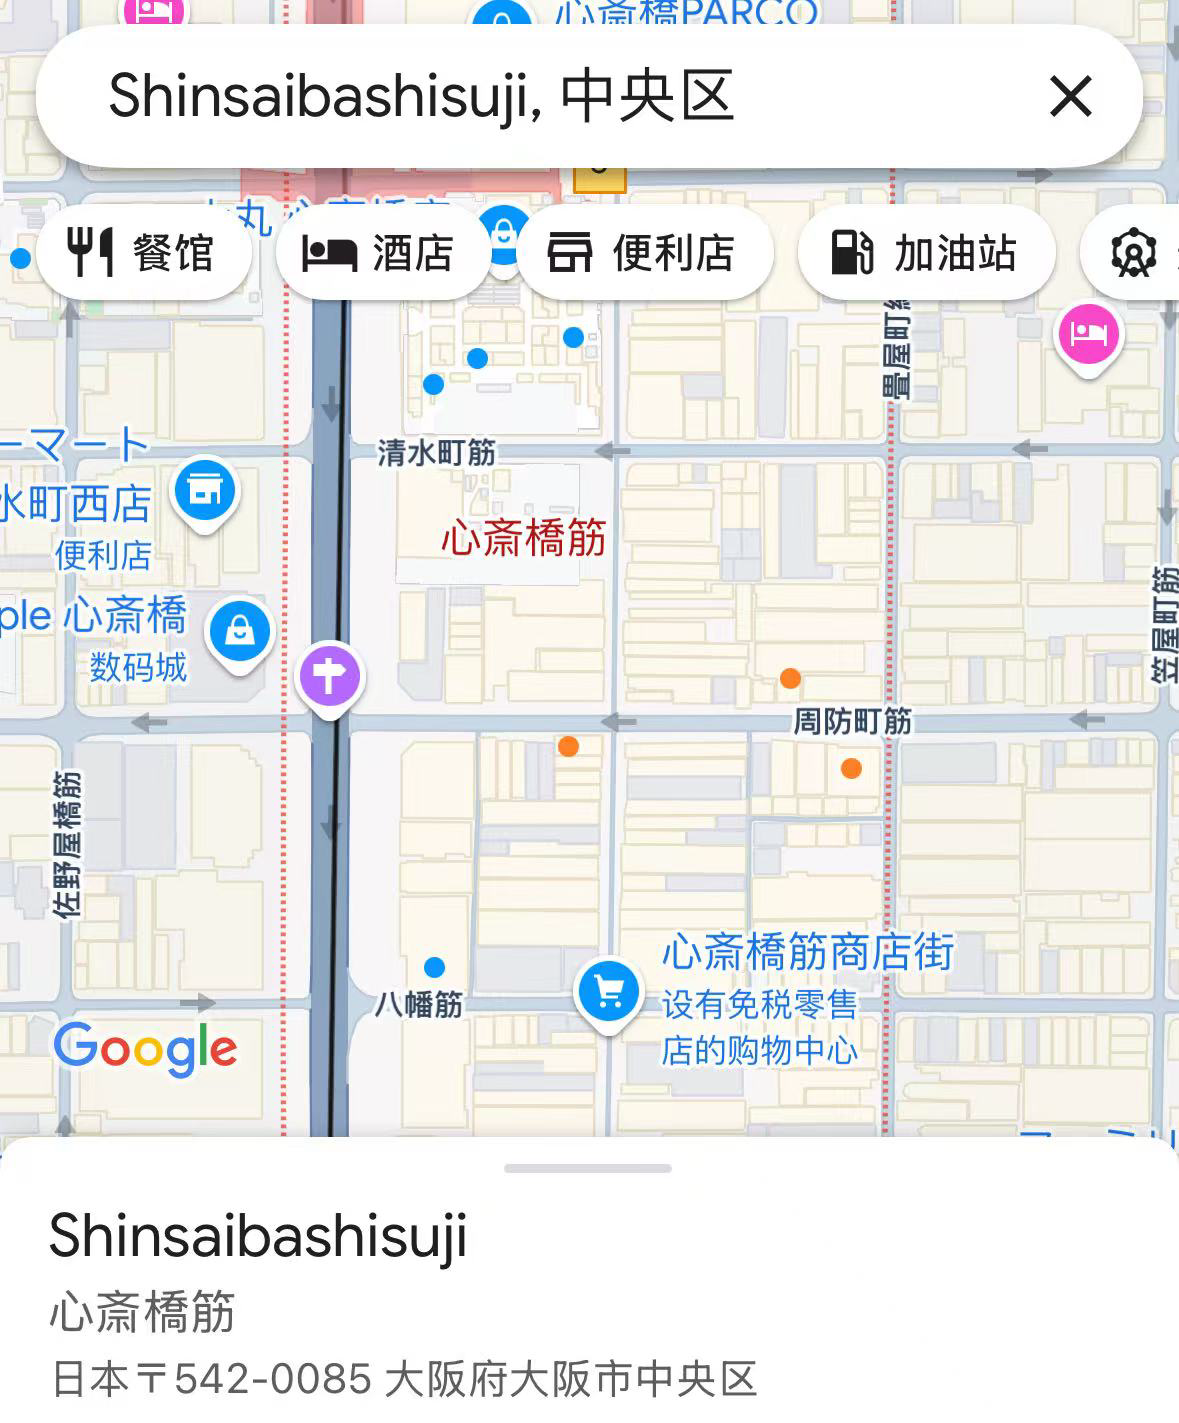 心斎橋PARCO
Shinsaibashisuji, 中央区
餐馆
酒店
便利店
加油站
畳屋町
清水町筋
ーマート
水町西店
便利店
心斎橋筋
ple 心斎橋
数码城
笠屋町筋
周防町筋
佐野屋橋筋
心斎橋筋商店街
设有免税零售
店的购物中心
八幡筋
Google
Shinsaibashisuji
心斎橋筋
日本〒542-0085 大阪府大阪市中央区